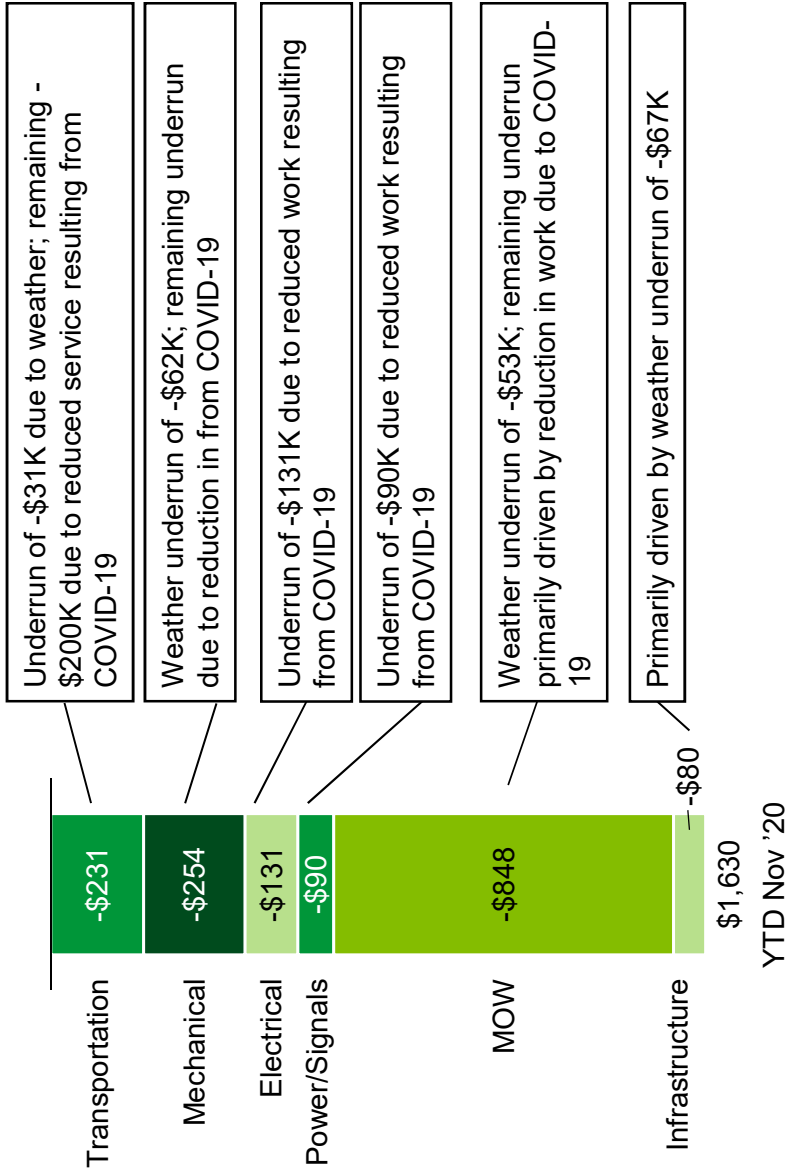 Transportation
-$231
Underrun of -$31K due to weather; remaining -
$200K due to reduced service resulting from
COVID-19
Mechanical
-$254
Weather underrun of -$62K; remaining underrun
due to reduction in from COVID-19
Electrical
-$131
Underrun of -$131K due to reduced work resulting
from COVID-19
Power/Signals
-$90
Underrun of -$90K due to reduced work resulting
from COVID-19
MOW
-$848
Weather underrun of -$53K; remaining underrun
primarily driven by reduction in work due to COVID-
19
Infrastructure
-$80
Primarily driven by weather underrun of -$67K
$1,630
YTD Nov ’20